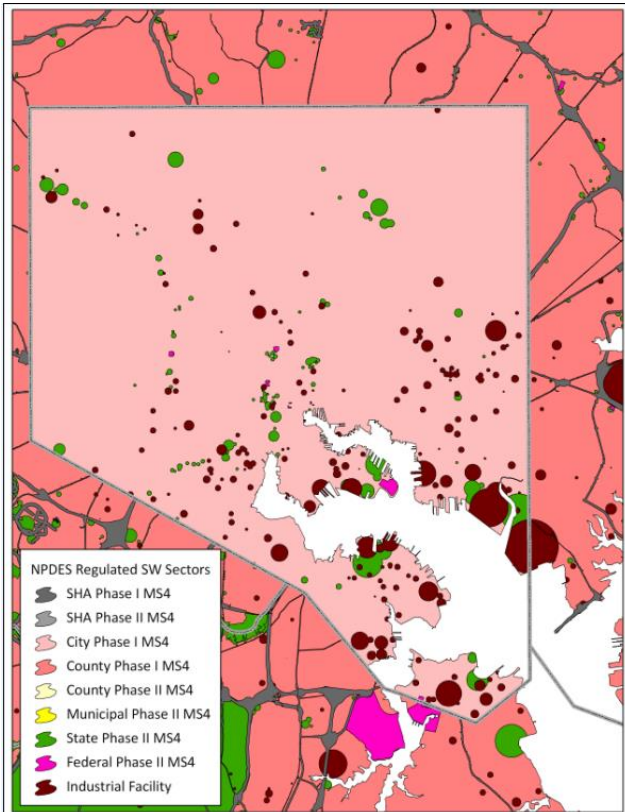 NPDES Regulated SW Sectors
SHA Phase I MS4
SHA Phase II MS4
City Phase I MS4
County Phase I MS4
County Phase II MS4
Municipal Phase II MS4
State Phase II MS4
Federal Phase II MS4
Industrial Facility